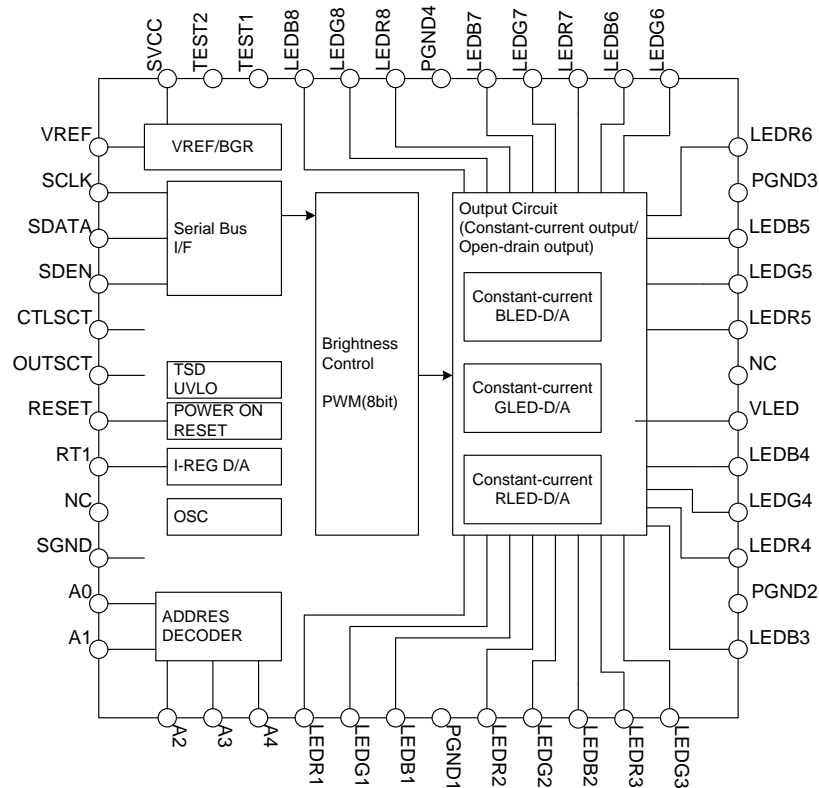 SVCC
TEST2
TEST1
LEDB8
LEDG8
LEDR8
PGND4
LEDB7
LEDG7
LEDR7
LEDB6
LEDG6
VREF
SCLK
SDATA
SDEN
CTLSCT
OUTSCT
RESET
RT1
NC
SGND
A0
A1
VREF/BGR
Serial Bus
I/F
TSD
UVLO
POWER ON
RESET
I-REG D/A
OSC
ADDRES
DECODER
Brightness
Control
PWM(8bit)
Output Circuit
(Constant-current output/
Open-drain output)
Constant-current
BLED-D/A
Constant-current
GLED-D/A
Constant-current
RLED-D/A
LEDR6
PGND3
LEDB5
LEDG5
LEDR5
NC
VLED
LEDB4
LEDG4
LEDR4
PGND2
LEDB3
A2
A3
A4
LEDR1
LEDG1
LEDB1
PGND1
LEDR2
LEDG2
LEDB2
LEDR3
LEDG3